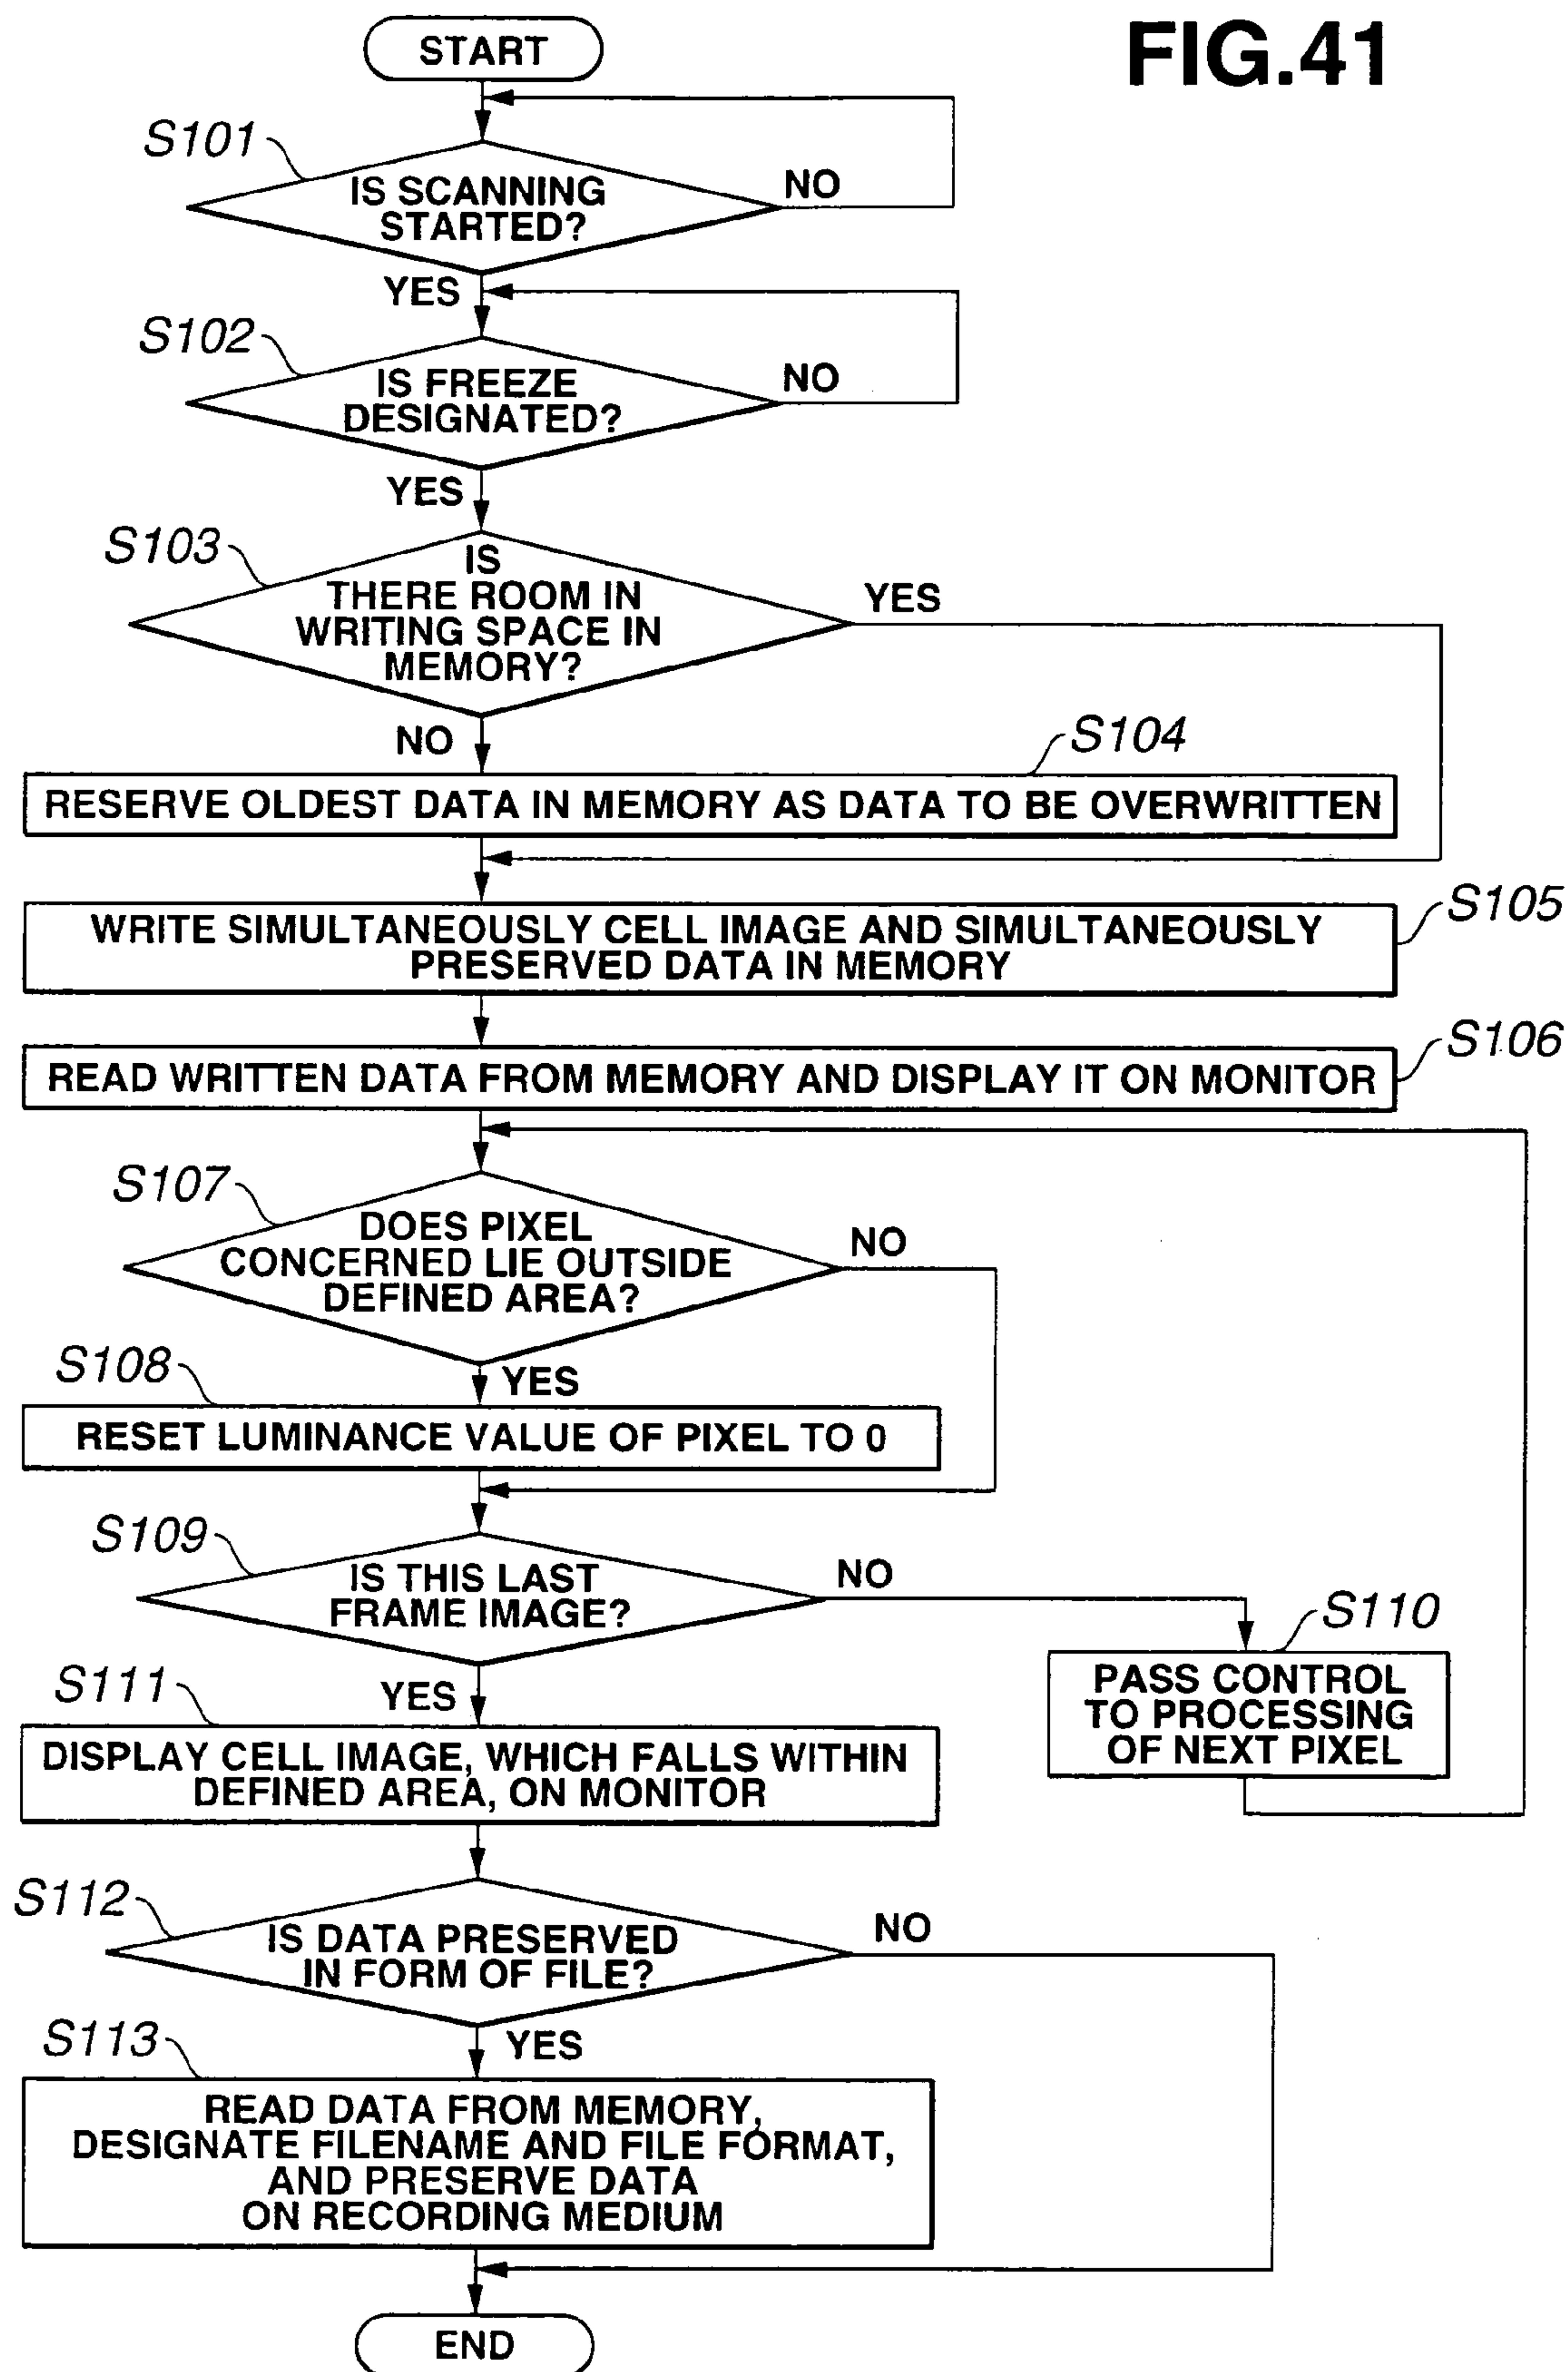 FIG.41
START
S101
IS SCANNING
STARTED?
NO
YES
S102
IS FREEZE
DESIGNATED?
NO
YES
S103
IS
THERE ROOM IN
WRITING SPACE IN
MEMORY?
YES
NO
S104
RESERVE OLDEST DATA IN MEMORY AS DATA TO BE OVERWRITTEN
S105
WRITE SIMULTANEOUSLY CELL IMAGE AND SIMULTANEOUSLY
PRESERVED DATA IN MEMORY
S106
READ WRITTEN DATA FROM MEMORY AND DISPLAY IT ON MONITOR
S107
DOES PIXEL
CONCERNED LIE OUTSIDE
DEFINED AREA?
NO
YES
S108
RESET LUMINANCE VALUE OF PIXEL TO 0
S109
IS THIS LAST
FRAME IMAGE?
NO
YES
S110
PASS CONTROL
TO PROCESSING
OF NEXT PIXEL
S111
DISPLAY CELL IMAGE, WHICH FALLS WITHIN
DEFINED AREA, ON MONITOR
S112
IS DATA PRESERVED
IN FORM OF FILE?
NO
YES
S113
READ DATA FROM MEMORY,
DESIGNATE FILENAME AND FILE FORMAT,
AND PRESERVE DATA
ON RECORDING MEDIUM
END